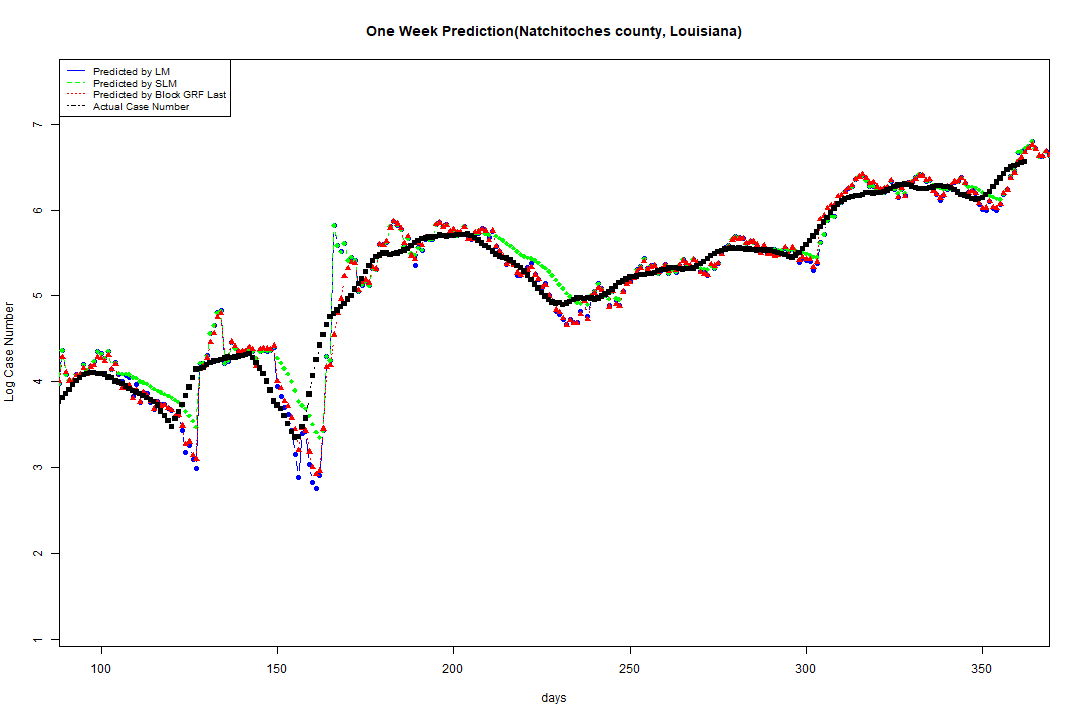 One Week Prediction(Natchitoches county, Louisiana)
Predicted by LM
Predicted by SLM
Predicted by Block GRF Last
Actual Case Number
7
6
5
4
3
2
1
Log Case Number
100 150 200 250 300 350
days